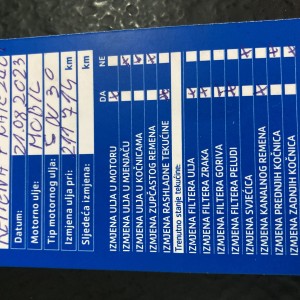 Datum: 21.08.2023
Motorno ulje: MOBIL
Tip motornog ulja: 5W30
Izmjena ulja pri: km
Sljedeća izmjena: km
DA NE
IZMJENA ULJA U MOTORU
IZMJENA ULJA U MJENJAČU
IZMJENA ULJA U KOČNICAMA
IZMJENA ZUPČASTOG REMENA
IZMJENA RASHLADNE TEKUĆINE
Trenutno stanje tekućine:
IZMJENA FILTERA ULJA
IZMJENA FILTERA ZRAKA
IZMJENA FILTERA GORIVA
IZMJENA FILTERA PELUDI
IZMJENA SVJEĆICA
IZMJENA KANALNOG REMENA
IZMJENA PREDNJIH KOČNICA
IZMJENA ZADNJIH KOČNICA